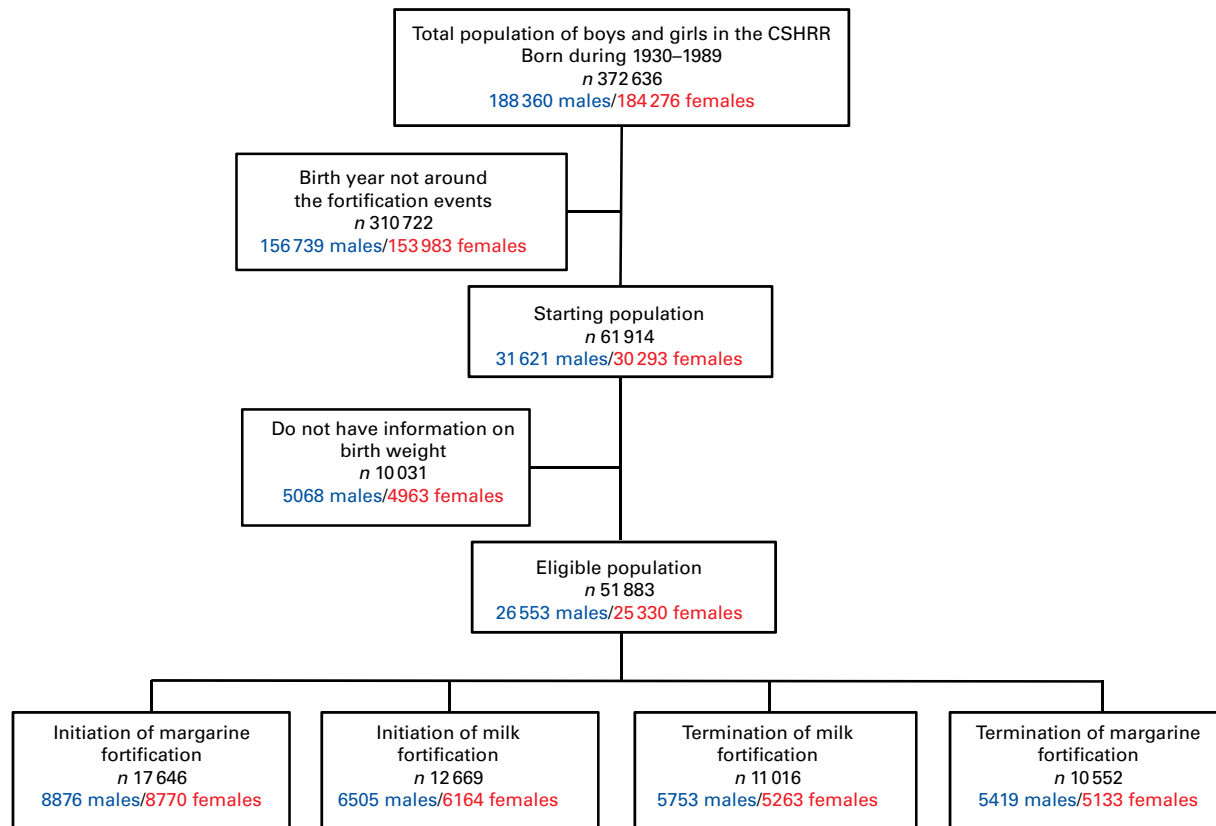 Total population of boys and girls in the CSHRR
Born during 1930–1989
n 372 636
188 360 males/184 276 females
Birth year not around
the fortification events
n 310 722
156 739 males/153 983 females
Starting population
n 61 914
31 621 males/30 293 females
Do not have information on
birth weight
n 10 031
5068 males/4963 females
Eligible population
n 51 883
26 553 males/25 330 females
Initiation of margarine
fortification
n 17 646
8876 males/8770 females
Initiation of milk
fortification
n 12 669
6505 males/6164 females
Termination of milk
fortification
n 11 016
5753 males/5263 females
Termination of margarine
fortification
n 10 552
5419 males/5133 females